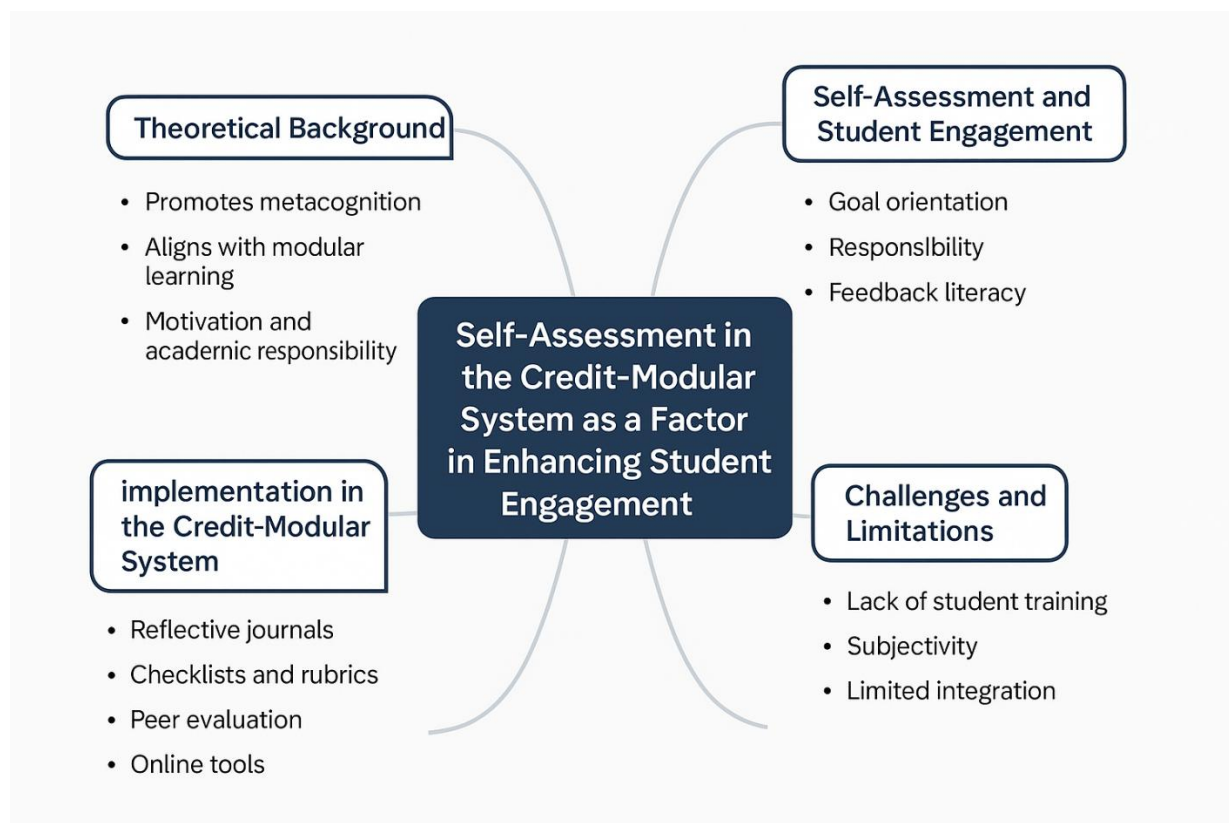 Theoretical Background
• Promotes metacognition
• Aligns with modular
learning
• Motivation and
acadernic responsibility
Self-Assessment and
Student Engagement
• Goal orientation
• Responslbility
• Feedback literacy
Self-Assessment in
the Credit-Modular
System as a Factor
in Enhancing Student
Engagement
implementation in
the Credit-Modular
System
• Reflective journals
• Checklists and rubrics
• Peer evaluation
• Online tools
Challenges and
Limitations
• Lack of student training
• Subjectivity
• Limited integration